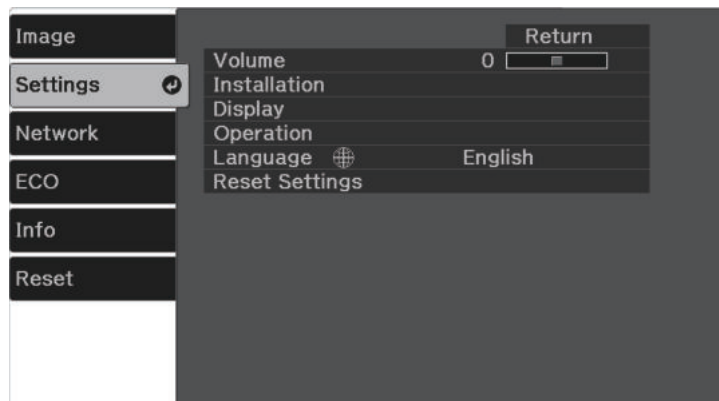 Image
Settings
Network
ECO
Info
Reset
Return
Volume 0
Installation
Display
Operation
Language English
Reset Settings